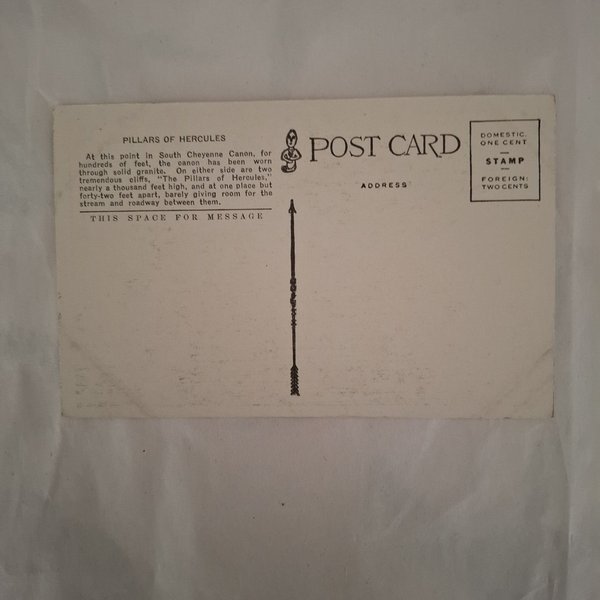 PILLARS OF HERCULES
At this point in South Cheyenne Canon, for
hundreds of feet, the canon has been worn
through solid granite. On either side are two
tremendous cliffs, "The Pillars of Hercules,"
nearly a thousand feet high, and at one place but
forty-two feet apart, barely giving room for the
stream and roadway between them.
THIS SPACE FOR MESSAGE
POST CARD
ADDRESS
DOMESTIC.
ONE CENT
STAMP
FOREIGN:
TWO CENTS